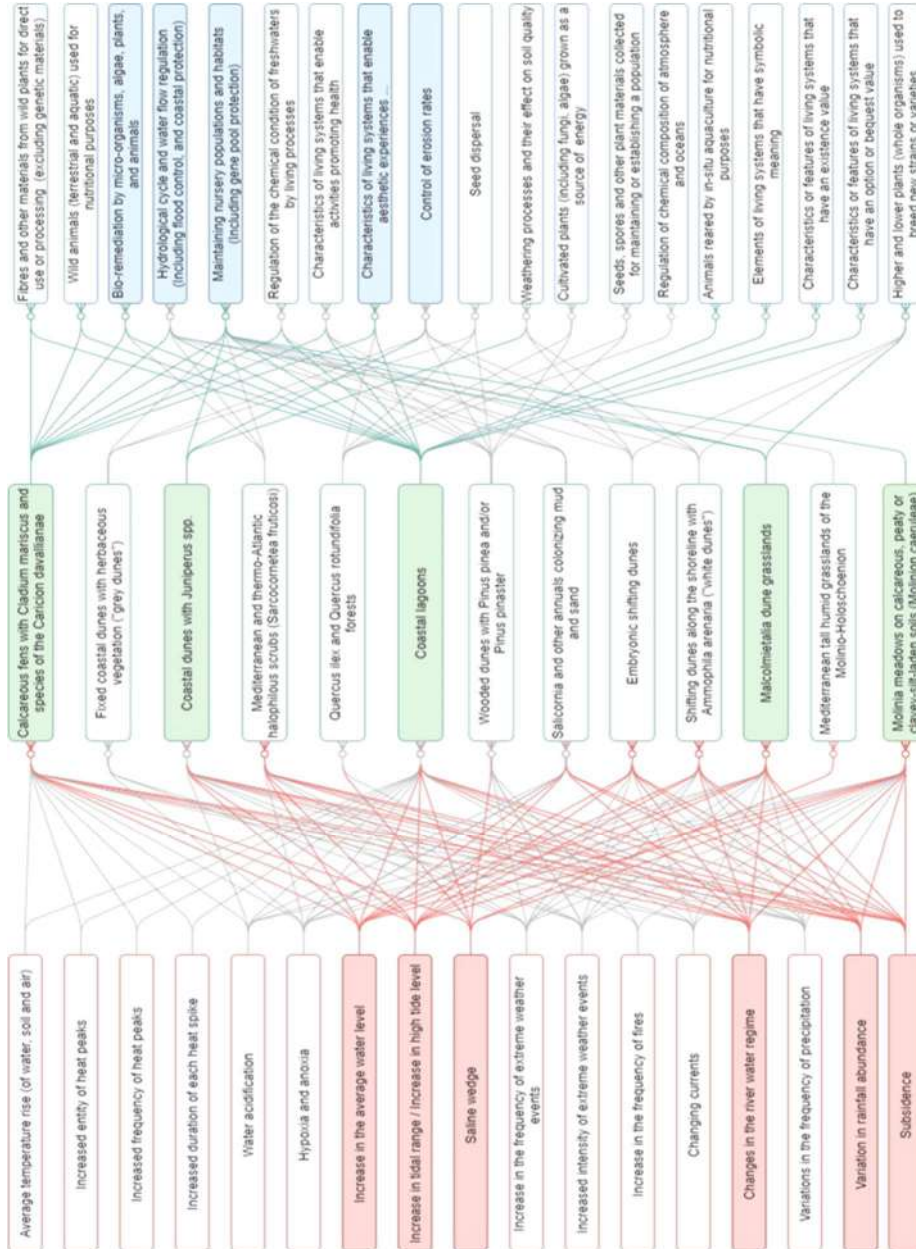 Average temperature rise (of water, soil and air)
Increased entity of heat peaks
Increased frequency of heat peaks
Increased duration of each heat spike
Water acidification
Hypoxia and anoxia
Increase in the average water level
Increase in tidal range / Increase in high tide level
Saline wedge
Increase in the frequency of extreme weather
events
Increased intensity of extreme weather events
Increase in the frequency of fires
Changing currents
Changes in the river water regime
Variations in the frequency of precipitation
Variation in rainfall abundance
Subsidence
Calcareous fens with Cladium mariscus and
species of the Caricion davallianae
Fixed coastal dunes with herbaceous
vegetation ("grey dunes")
Coastal dunes with Juniperus spp.
Mediterranean and thermo-Atlantic
halophilous scrubs (Sarcocornetea fruticosi)
Quercus ilex and Quercus rotundifolia
forests
Coastal lagoons
Wooded dunes with Pinus pinea and/or
Pinus pinaster
Salicornia and other annuals colonizing mud
and sand
Embryonic shifting dunes
Shifting dunes along the shoreline with
Ammophila arenaria ("white dunes")
Malcolmietalia dune grasslands
Mediterranean tall humid grasslands of the
Molinio-Holoschoenion
Molinia meadows on calcareous, peaty or
clayey-silt-laden soils (Molinion caeruleae)
Fibres and other materials from wild plants for direct
use or processing (excluding genetic materials)
Wild animals (terrestrial and aquatic) used for
nutritional purposes
Bio-remediation by micro-organisms, algae, plants,
and animals
Hydrological cycle and water flow regulation
(Including flood control, and coastal protection)
Maintaining nursery populations and habitats
(Including gene pool protection)
Regulation of the chemical condition of freshwaters
by living processes
Characteristics of living systems that enable
activities promoting health
Characteristics of living systems that enable
aesthetic experiences ...
Control of erosion rates
Seed dispersal
Weathering processes and their effect on soil quality
Cultivated plants (including fungi, algae) grown as a
source of energy
Seeds, spores and other plant materials collected
for maintaining or establishing a population
Regulation of chemical composition of atmosphere
and oceans
Animals reared by in-situ aquaculture for nutritional
purposes
Elements of living systems that have symbolic
meaning
Characteristics or features of living systems that
have an existence value
Characteristics or features of living systems that
have an option or bequest value
Higher and lower plants (whole organisms) used to
breed new strains or